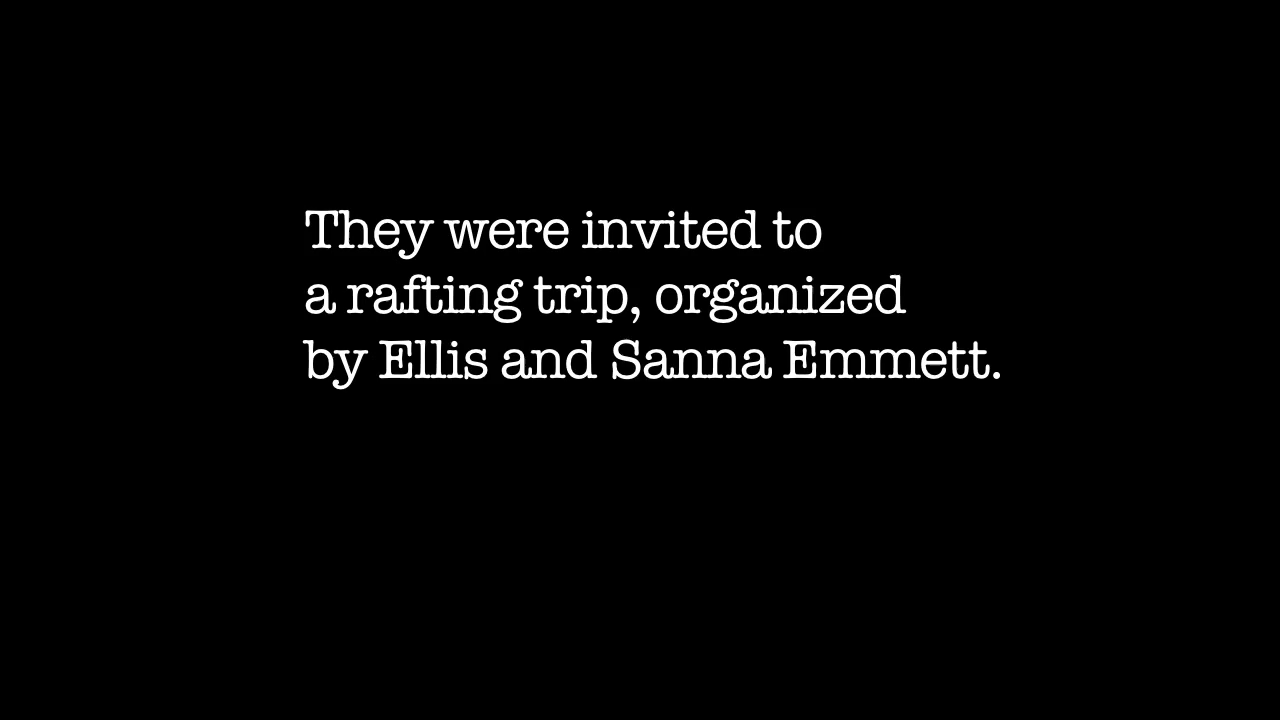 They were invited to
a rafting trip, organized
by Ellis and Sanna Emmett.